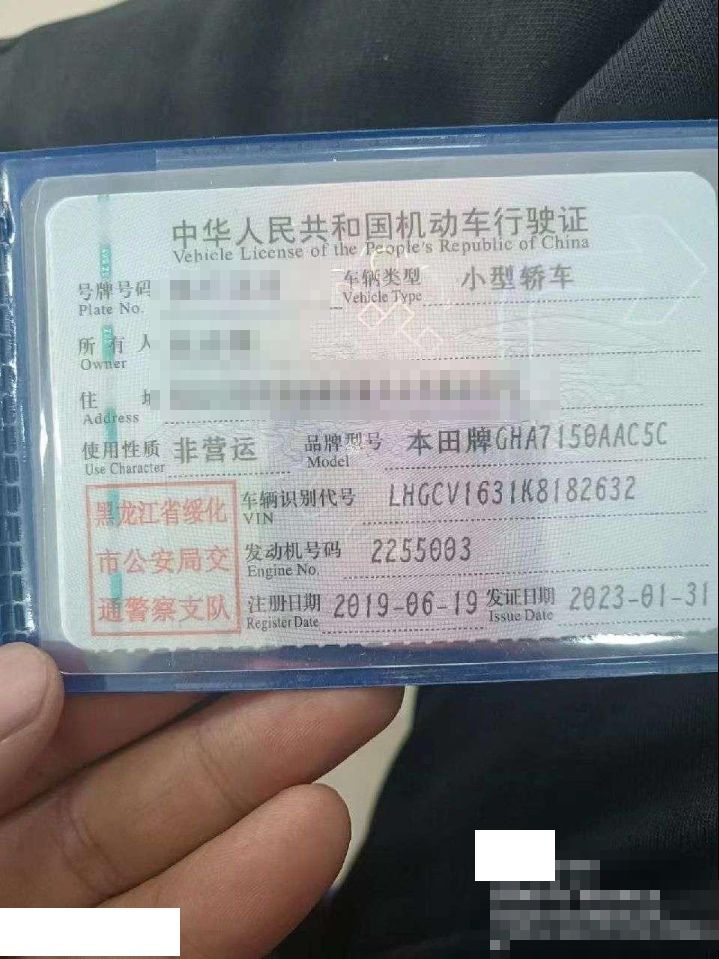 中华人民共和国机动车行驶证
Vehicle License of the People's Republic of China
号牌号码 车辆类型 小型轿车
Plate No. Vehicle Type
所有人
Owner
住 址
Address
使用性质 非营运 品牌型号 本田牌GHA7150AAC5C
Use Character Model
黑龙江省绥化
市公安局交
通警察支队
车辆识别代号 LHGCV1631K8182632
VIN
发动机号码 2255003
Engine No.
注册日期 2019-06-19 发证日期 2023-01-31
Register Date Issue Date